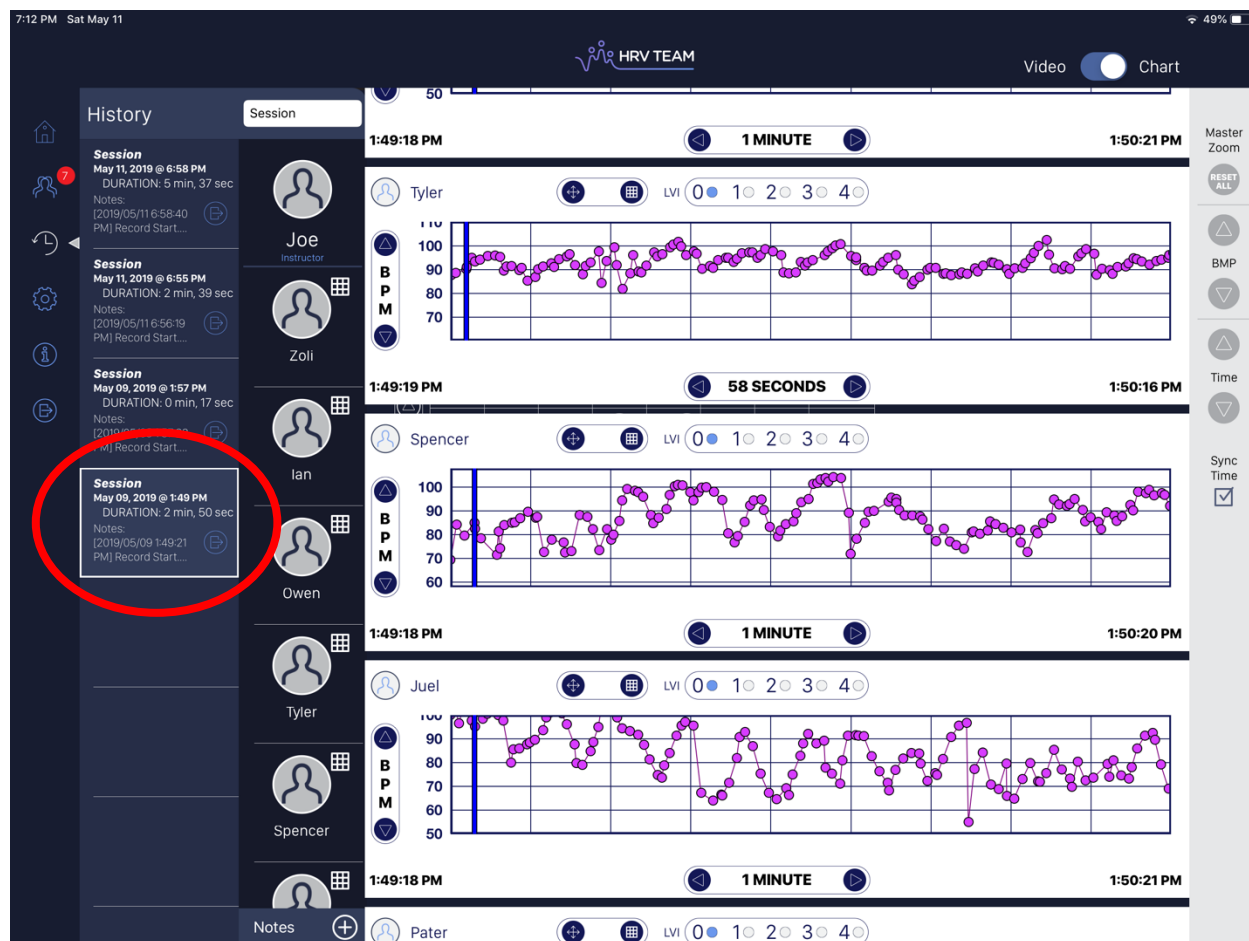 7:12 PM Sat May 11
49%
HRV TEAM
Video Chart
History
Session
Session
May 11, 2019 @ 6:58 PM
DURATION: 5 min, 37 sec
Notes:
[2019/05/11 6:58:40
PM] Record Start....
Session
May 11, 2019 @ 6:55 PM
DURATION: 2 min, 39 sec
Notes:
[2019/05/11 6:56:19
PM] Record Start....
Session
May 09, 2019 @ 1:57 PM
DURATION: 0 min, 17 sec
Notes:
PM] Record Start....
Session
May 09, 2019 @ 1:49 PM
DURATION: 2 min, 50 sec
Notes:
[2019/05/09 1:49:21
PM] Record Start....
7
Joe
Instructor
Zoli
Ian
Owen
Tyler
Spencer
Notes
50
1:49:18 PM 1 MINUTE 1:50:21 PM
Tyler LVI 0 1 2 3 4
110
100
90
80
70
BPM
1:49:19 PM 58 SECONDS 1:50:16 PM
Spencer LVI 0 1 2 3 4
100
90
80
70
60
BPM
1:49:18 PM 1 MINUTE 1:50:20 PM
Juel LVI 0 1 2 3 4
100
90
80
70
60
50
BPM
1:49:18 PM 1 MINUTE 1:50:21 PM
Pater LVI 0 1 2 3 4
Master
Zoom
RESET
ALL
BMP
Time
Sync
Time